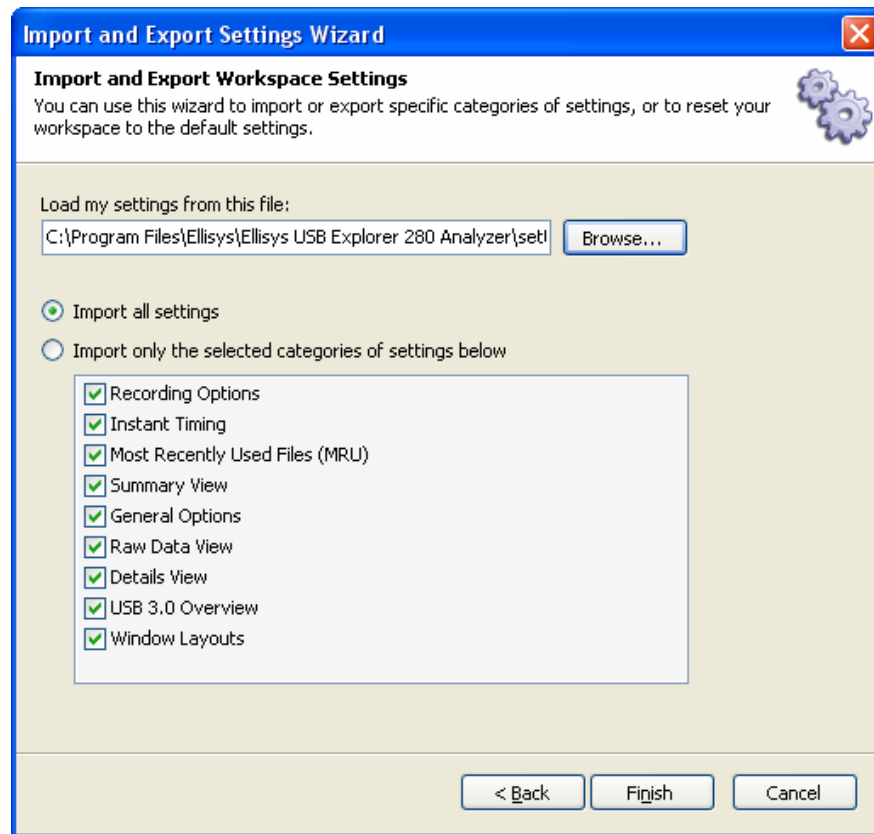 Import and Export Settings Wizard
Import and Export Workspace Settings
You can use this wizard to import or export specific categories of settings, or to reset your
workspace to the default settings.
Load my settings from this file:
C:\Program Files\Ellisys\Ellisys USB Explorer 280 Analyzer\set
Browse...
Import all settings
Import only the selected categories of settings below
Recording Options
Instant Timing
Most Recently Used Files (MRU)
Summary View
General Options
Raw Data View
Details View
USB 3.0 Overview
Window Layouts
< Back
Finish
Cancel